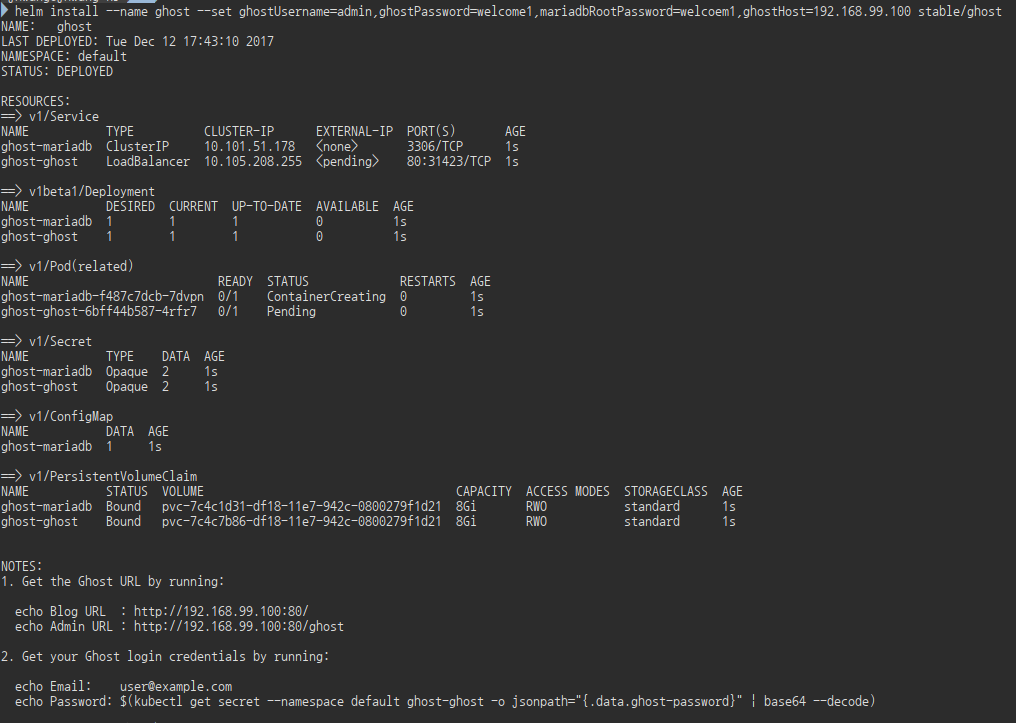 helm install --name ghost --set ghostUsername=admin,ghostPassword=welcome1,mariadbRootPassword=welcoem1,ghostHost=192.168.99.100 stable/ghost
NAME:   ghost
LAST DEPLOYED: Tue Dec 12 17:43:10 2017
NAMESPACE: default
STATUS: DEPLOYED

RESOURCES:
==> v1/Service
NAME           TYPE          CLUSTER-IP      EXTERNAL-IP  PORT(S)       AGE
ghost-mariadb  ClusterIP     10.101.51.178   <none>       3306/TCP      1s
ghost-ghost    LoadBalancer  10.105.208.255  <pending>    80:31423/TCP  1s

==> v1beta1/Deployment
NAME           DESIRED  CURRENT  UP-TO-DATE  AVAILABLE  AGE
ghost-mariadb  1        1        1           0          1s
ghost-ghost    1        1        1           0          1s

==> v1/Pod(related)
NAME                           READY  STATUS             RESTARTS  AGE
ghost-mariadb-f487c7dcb-7dvpn  0/1    ContainerCreating  0         1s
ghost-ghost-6bff44b587-4rfr7   0/1    Pending            0         1s

==> v1/Secret
NAME           TYPE    DATA  AGE
ghost-mariadb  Opaque  2     1s
ghost-ghost    Opaque  2     1s

==> v1/ConfigMap
NAME           DATA  AGE
ghost-mariadb  1     1s

==> v1/PersistentVolumeClaim
NAME           STATUS  VOLUME                                    CAPACITY  ACCESS MODES  STORAGECLASS  AGE
ghost-mariadb  Bound   pvc-7c4c1d31-df18-11e7-942c-0800279f1d21  8Gi       RWO           standard      1s
ghost-ghost    Bound   pvc-7c4c7b86-df18-11e7-942c-0800279f1d21  8Gi       RWO           standard      1s

NOTES:
1. Get the Ghost URL by running:

  echo Blog URL  : http://192.168.99.100:80/
  echo Admin URL : http://192.168.99.100:80/ghost

2. Get your Ghost login credentials by running:

  echo Email:    user@example.com
  echo Password: $(kubectl get secret --namespace default ghost-ghost -o jsonpath="{.data.ghost-password}" | base64 --decode)